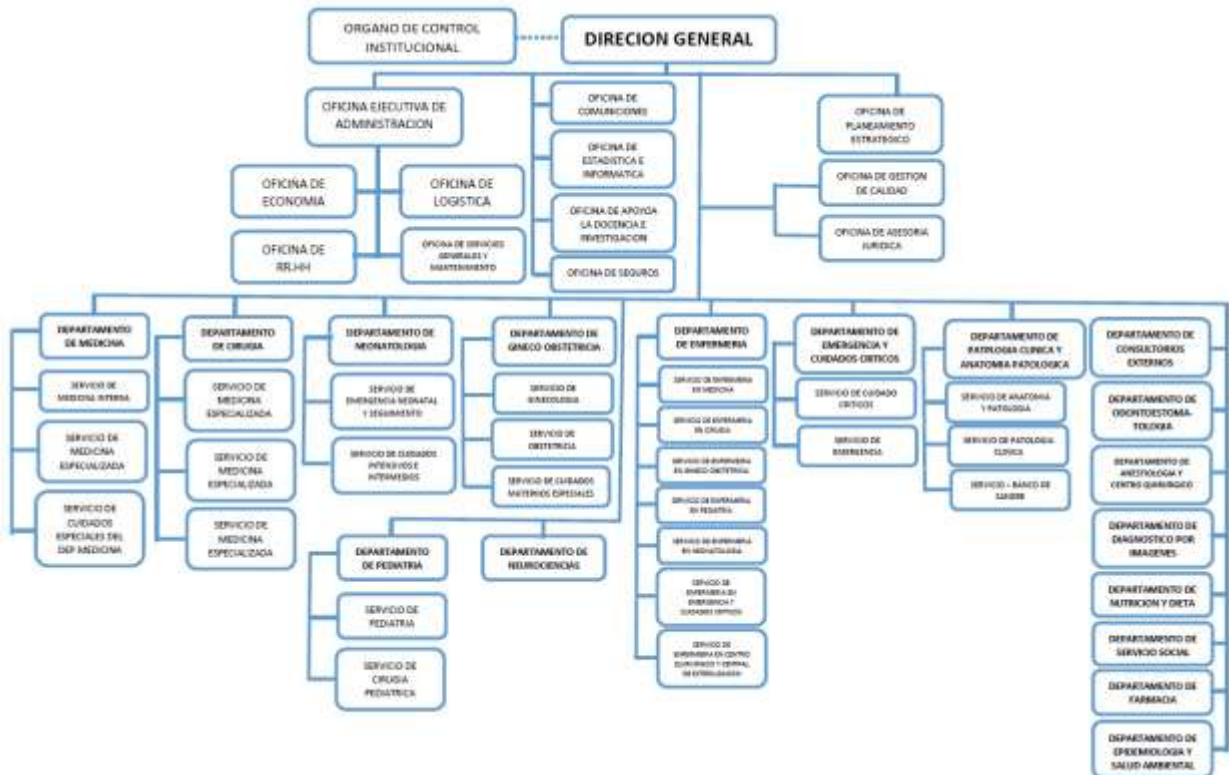 ORGANO DE CONTROL
INSTITUCIONAL
DIRECION GENERAL
OFICINA EJECUTIVA DE
ADMINISTRACION
OFICINA DE
COMUNICIONES
OFICINA DE
PLANEAMIENTO
ESTRATEGICO
OFICINA DE
ESTADISTICA E
INFORMATICA
OFICINA DE
ECONOMIA
OFICINA DE
LOGISTICA
OFICINA DE GESTION
DE CALIDAD
OFICINA DE APOYOA
LA DOCENCIA E
INVESTIGACION
OFICINA DE ASESORIA
JURIDICA
OFICINA DE
RR.HH
OFICINA DE SERVICIOS
GENERALES Y
MANTENIMIENTO
OFICINA DE SEGUROS
DEPARTAMENTO
DE MEDICINA
SERVICIO DE
MEDICINA INTERNA
SERVICIO DE
MEDICINA
ESPECIALIZADA
SERVICIO DE
CUIDADOS
ESPECIALES DEL
DEP MEDICINA
DEPARTAMENTO
DE CIRUGIA
SERVICIO DE
MEDICINA
ESPECIALIZADA
SERVICIO DE
MEDICINA
ESPECIALIZADA
SERVICIO DE
MEDICINA
ESPECIALIZADA
DEPARTAMENTO DE
NEONATOLOGIA
SERVICIO DE
EMERGENCIA NEONATAL
Y SEGUIMIENTO
SERVICIO DE CUIDADOS
INTENSIVOS E
INTERMEDIOS
DEPARTAMENTO DE
GINECO OBSTETRICIA
SERVICIO DE
GINECOLOGIA
SERVICIO DE
OBSTETRICIA
SERVICIO DE CUIDADOS
MATERNOS ESPECIALES
DEPARTAMENTO
DE PEDIATRIA
SERVICIO DE
PEDIATRIA
SERVICIO DE
CIRUGIA
PEDIATRICA
DEPARTAMENTO DE
NEUROCIENCIAS
DEPARTAMENTO
DE ENFERMERIA
SERVICIO DE ENFERMERIA
EN MEDICINA
SERVICIO DE ENFERMERIA
EN CIRUGIA
SERVICIO DE ENFERMERIA
EN GINECO OBSTETRICIA
SERVICIO DE ENFERMERIA
EN PEDIATRIA
SERVICIO DE ENFERMERIA
EN NEONATOLOGIA
SERVICIO DE
ENFERMERIA EN
EMERGENCIA Y
CUIDADOS CRITICOS
SERVICIO DE
ENFERMERIA EN CENTRO
QUIRURGICO Y CENTRAL
DE ESTERILIZACION
DEPARTAMENTO DE
EMERGENCIA Y
CUIDADOS CRITICOS
SERVICIO DE CUIDADO
CRITICOS
SERVICIO DE
EMERGENCIA
DEPARTAMENTO DE
PATPLOGIA CLINICA Y
ANATOMIA PATOLOGICA
SERVICIO DE ANATOMIA
Y PATOLOGIA
SERVICIO DE PATOLOGIA
CLINICA
SERVICIO – BANCO DE
SANGRE
DEPARTAMENTO DE
CONSULTORIOS
EXTERNOS
DEPARTAMENTO DE
ODONTOESTOMA-
TOLOGIA
DEPARTAMENTO DE
ANESTIOLOGIA Y
CENTRO QUIRURGICO
DEPARTAMENTO DE
DIAGNOSTICO POR
IMAGENES
DEPARTAMENTO DE
NUTRICION Y DIETA
DEPARTAMENTO DE
SERVICIO SOCIAL
DEPARTAMENTO DE
FARMACIA
DEPARTAMENTO DE
EPIDEMIOLOGIA Y
SALUD AMBIENTAL